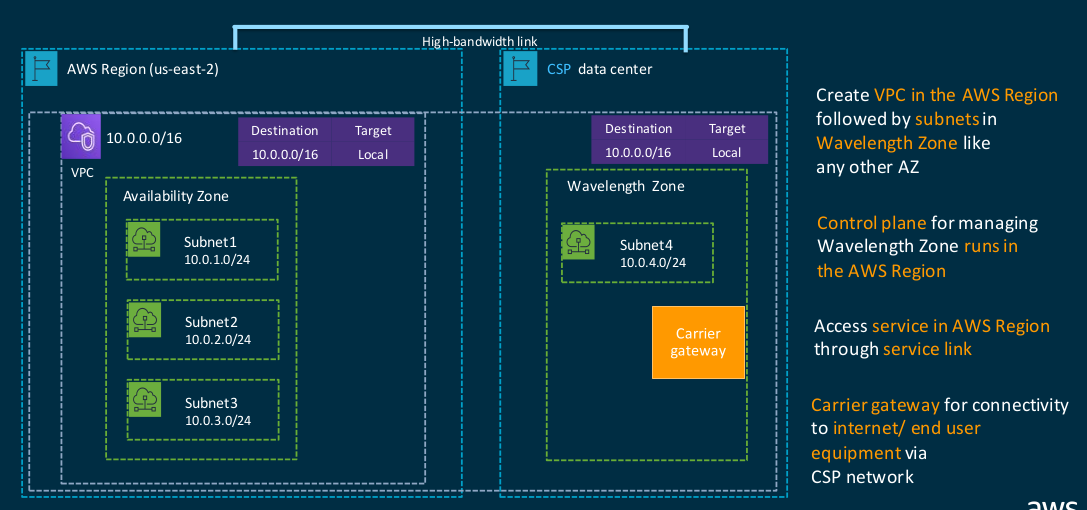 High-bandwidth link
AWS Region (us-east-2)
CSP data center
10.0.0.0/16
VPC
Destination Target
10.0.0.0/16 Local
Availability Zone
Subnet1
10.0.1.0/24
Subnet2
10.0.2.0/24
Subnet3
10.0.3.0/24
Destination Target
10.0.0.0/16 Local
Wavelength Zone
Subnet4
10.0.4.0/24
Carrier
gateway
Create VPC in the AWS Region
followed by subnets in
Wavelength Zone like
any other AZ
Control plane for managing
Wavelength Zone runs in
the AWS Region
Access service in AWS Region
through service link
Carrier gateway for connectivity
to internet/ end user
equipment via
CSP network
aws